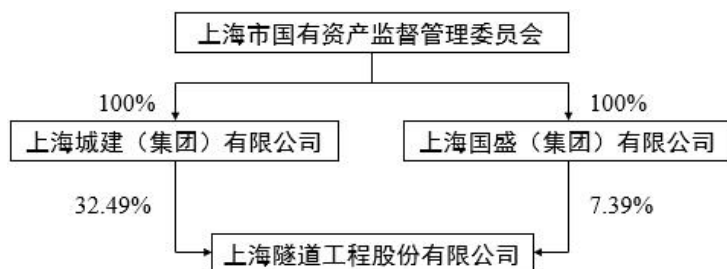 上海市国有资产监督管理委员会
100%
100%
上海城建（集团）有限公司
上海国盛（集团）有限公司
32.49%
7.39%
上海隧道工程股份有限公司